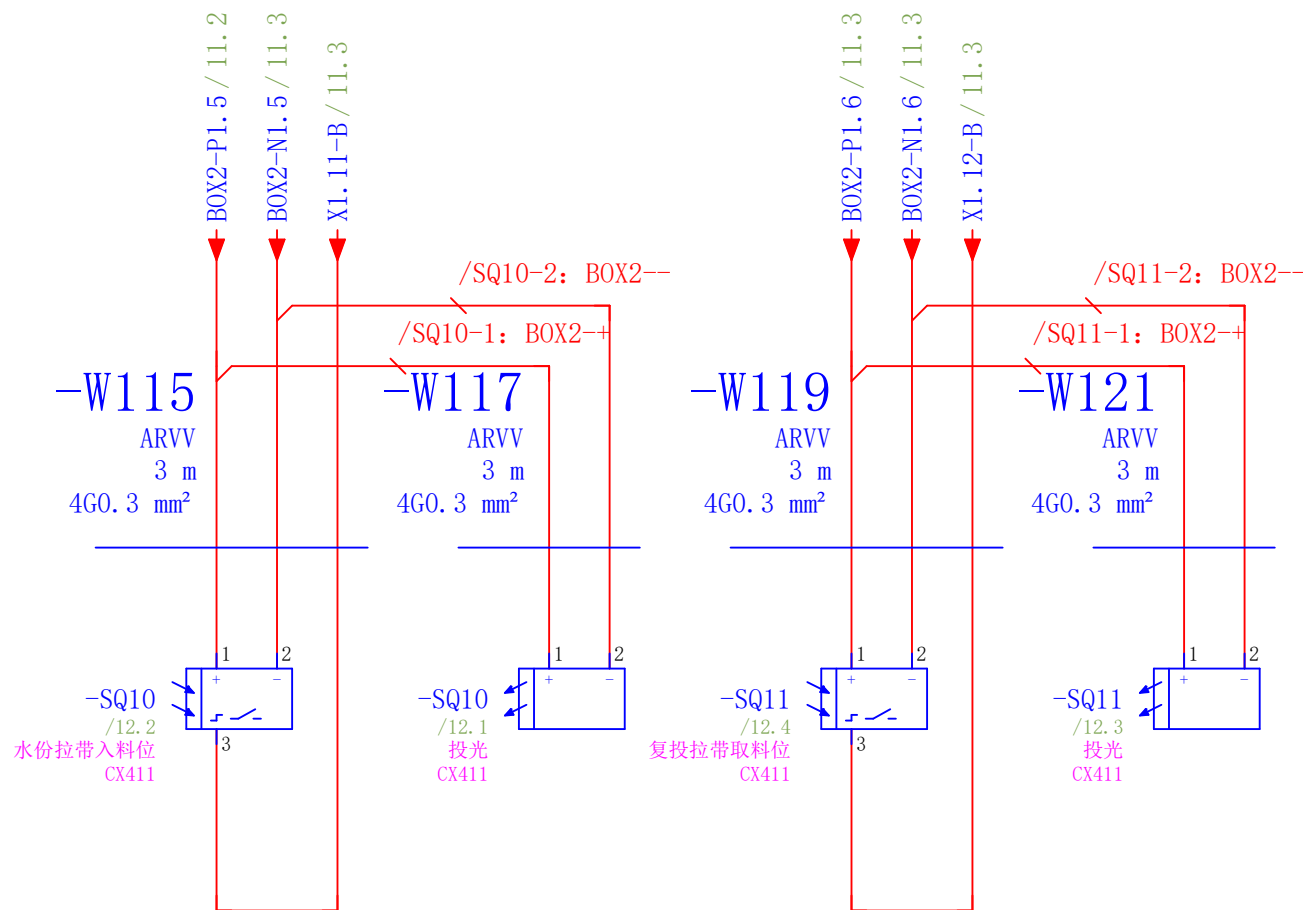 BOX2-P1.5/11.2
BOX2-N1.5/11.3
X1.11-B/11.3
BOX2-P1.6/11.3
BOX2-N1.6/11.3
X1.12-B/11.3
/SQ10-2: BOX2--
/SQ10-1: BOX2-+
/SQ11-2: BOX2--
/SQ11-1: BOX2-+
-W115
ARVV
3 m
4G0.3 mm²
-W117
ARVV
3 m
4G0.3 mm²
-W119
ARVV
3 m
4G0.3 mm²
-W121
ARVV
3 m
4G0.3 mm²
1 2
+ -
3
-SQ10
/12.2
水份拉带入料位
CX411
1 2
+ -
-SQ10
/12.1
投光
CX411
1 2
+ -
3
-SQ11
/12.4
复投拉带取料位
CX411
1 2
+ -
-SQ11
/12.3
投光
CX411